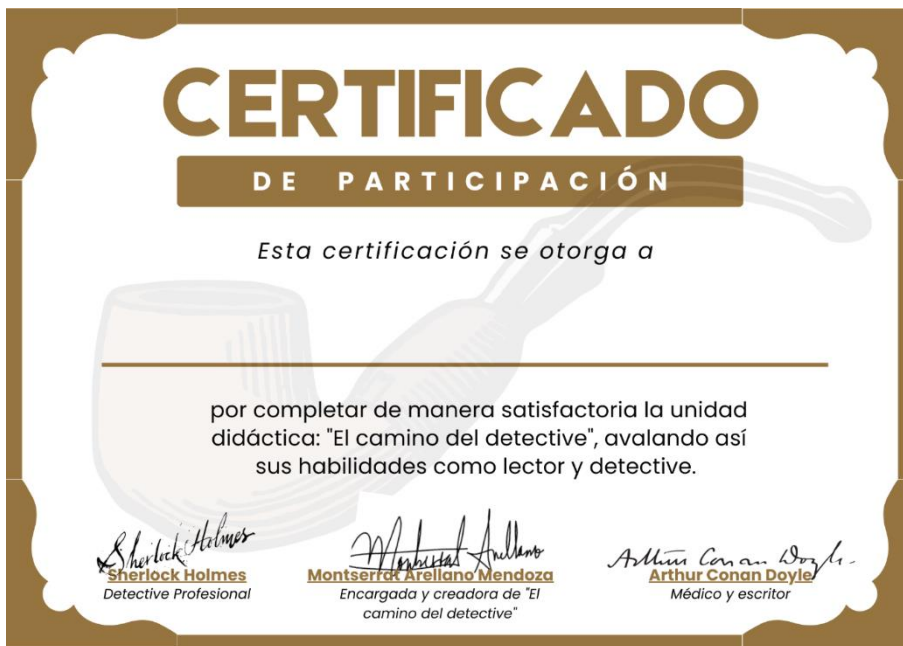 CERTIFICADO
DE PARTICIPACIÓN
Esta certificación se otorga a
por completar de manera satisfactoria la unidad
didáctica: "El camino del detective", avalando así
sus habilidades como lector y detective.
Sherlock Holmes
Montserrat Arellano
Arthur Conan Doyle
Sherlock Holmes
Montserrat Arellano Mendoza
Arthur Conan Doyle
Detective Profesional
Encargada y creadora de "El
camino del detective"
Médico y escritor